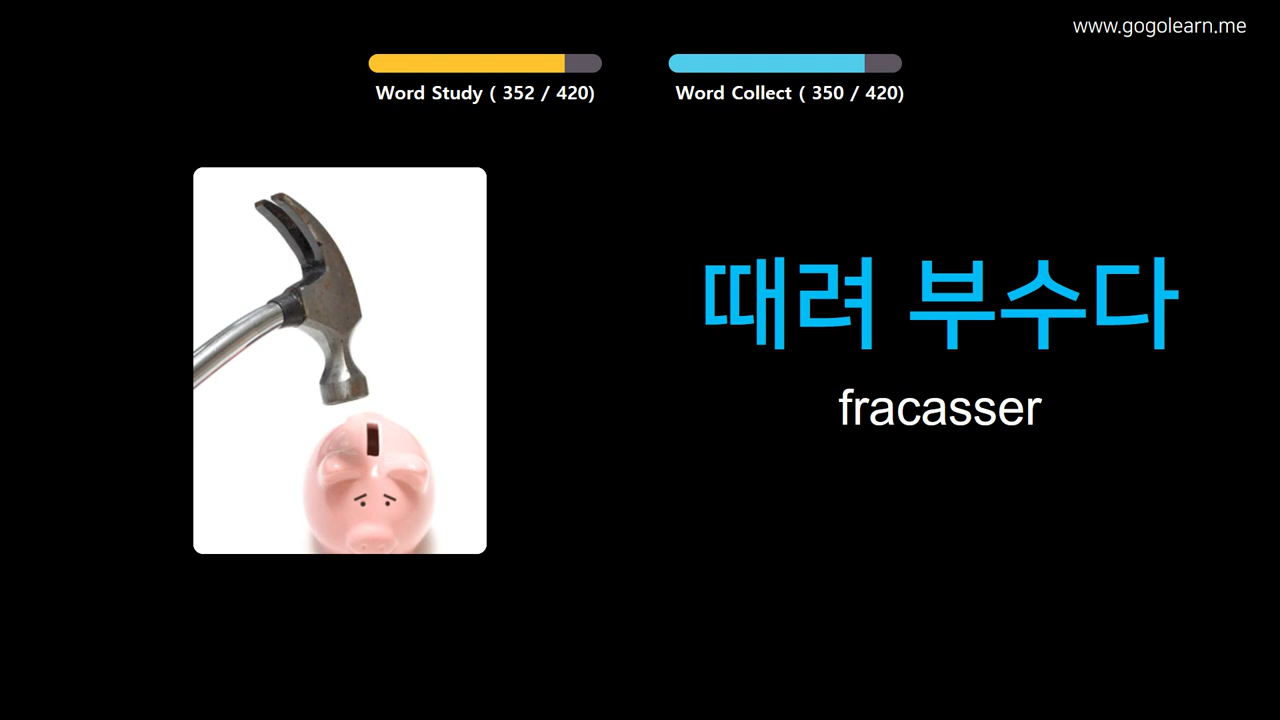 www.gogolearn.me
Word Study ( 352 / 420)
Word Collect ( 350 / 420)
때려 부수다
fracasser